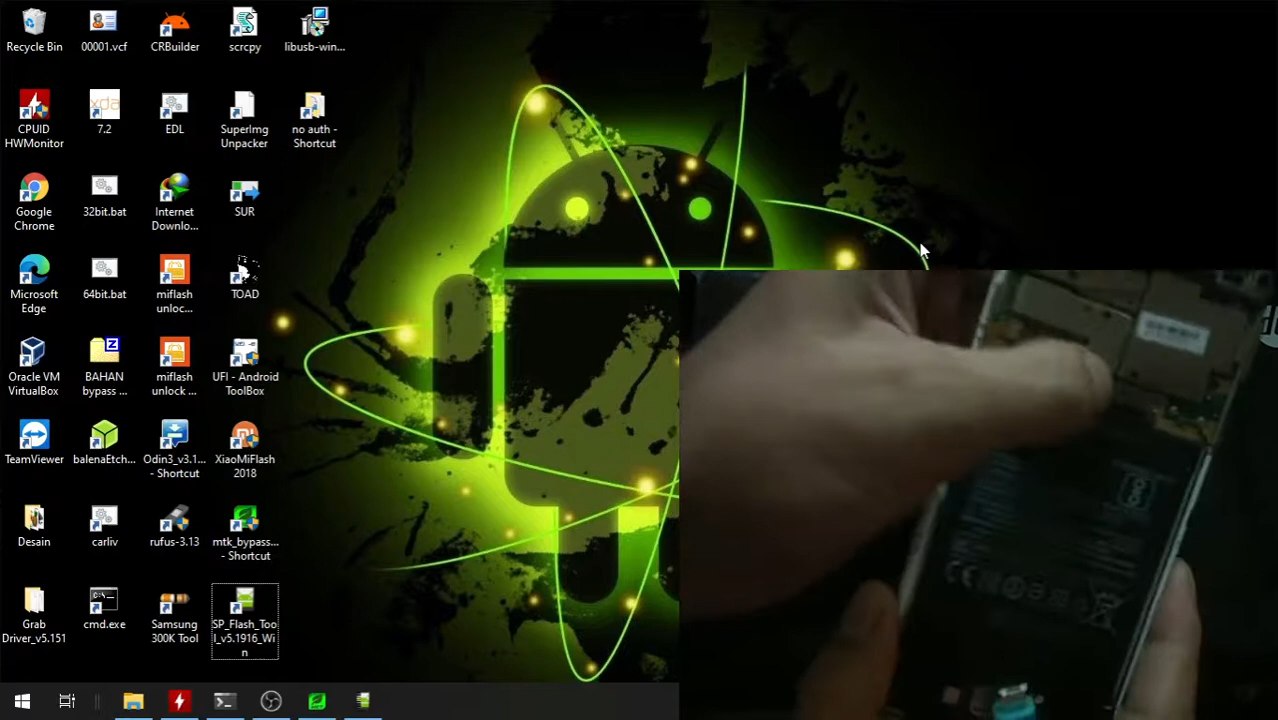 Recycle Bin
00001.vcf
CRBuilder
scrcpy
libusb-win...
CPUID
HWMonitor
xda
7.2
EDL
SuperImg
Unpacker
no auth -
Shortcut
Google
Chrome
32bit.bat
Internet
Downlo...
SUR
Microsoft
Edge
64bit.bat
miflash
unloc...
TOAD
Oracle VM
VirtualBox
Z
BAHAN
bypass ...
miflash
unlock ...
UFI - Android
ToolBox
TeamViewer
balenaEtch...
Odin3_v3.1...
- Shortcut
XiaoMiFlash
2018
Desain
carliv
rufus-3.13
mtk_bypass...
- Shortcut
Grab
Driver_v5.151
cmd.exe
Samsung
300K Tool
SP_Flash_Too
l_v5.1916_Wi
n
CE